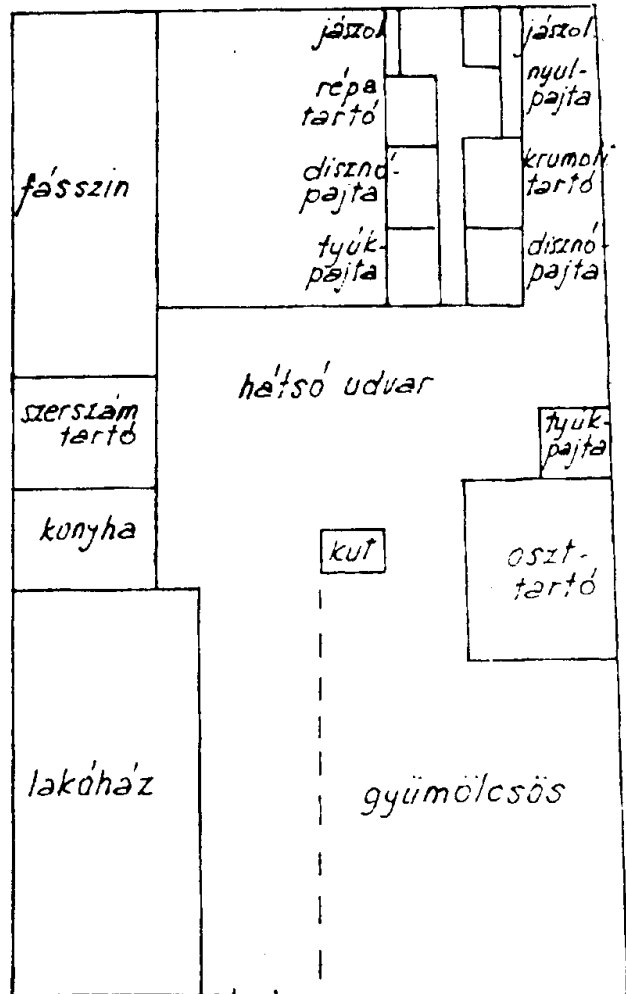 jászol
jászol
répa
tartó
nyul-
pajta
fásszin
disznó-
pajta
krumpli
tartó
tyúk-
pajta
disznó-
pajta
hátsó udvar
szerszám
tartó
tyúk-
pajta
konyha
kut
oszt-
tartó
lakóház
gyümölcsös